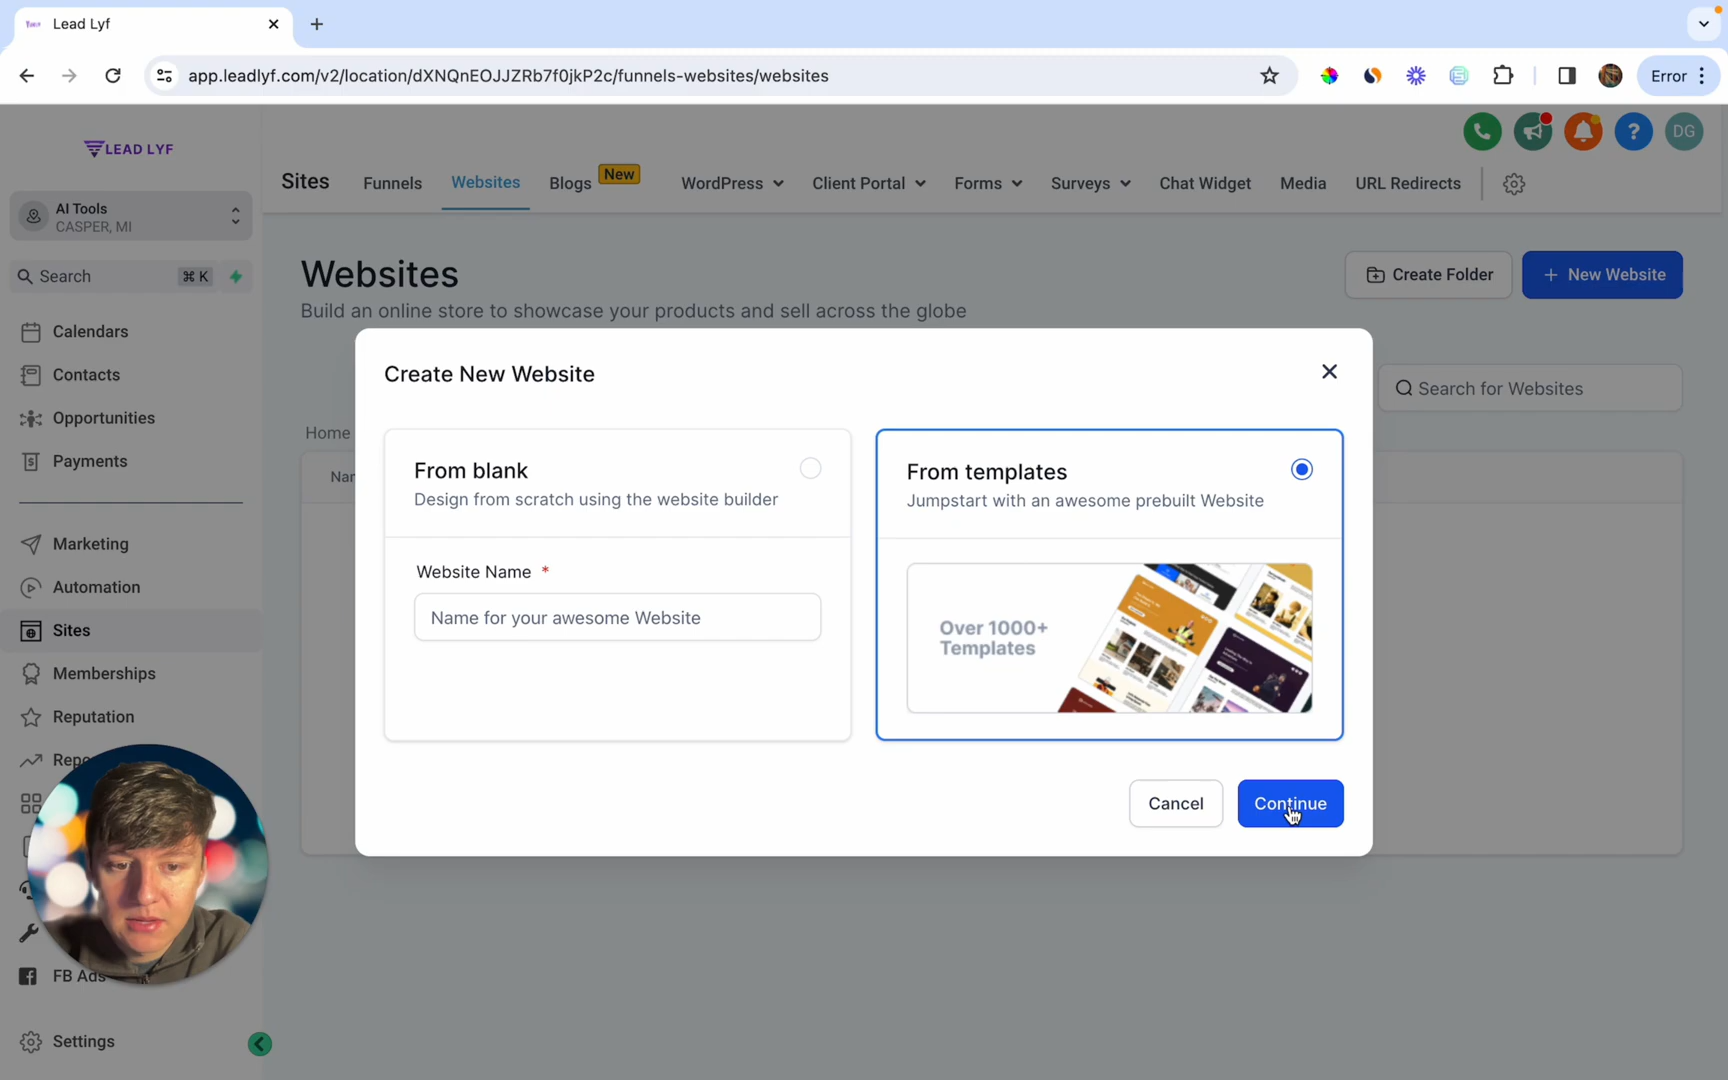 Lead Lyf
app.leadlyf.com/v2/location/dXNQnEOJJZRb7f0jkP2c/funnels-websites/websites
Error
LEAD LYF
DG
Sites
Funnels
Websites
Blogs
New
WordPress
Client Portal
Forms
Surveys
Chat Widget
Media
URL Redirects
AI Tools
CASPER, MI
Search
⌘ K
Calendars
Contacts
Opportunities
Payments
Marketing
Automation
Sites
Memberships
Reputation
Repo
FB Ads
Settings
Websites
Build an online store to showcase your products and sell across the globe
Create Folder
+ New Website
Search for Websites
Home
Nar
Create New Website
From blank
Design from scratch using the website builder
Website Name *
Name for your awesome Website
From templates
Jumpstart with an awesome prebuilt Website
Over 1000+
Templates
Cancel
Continue